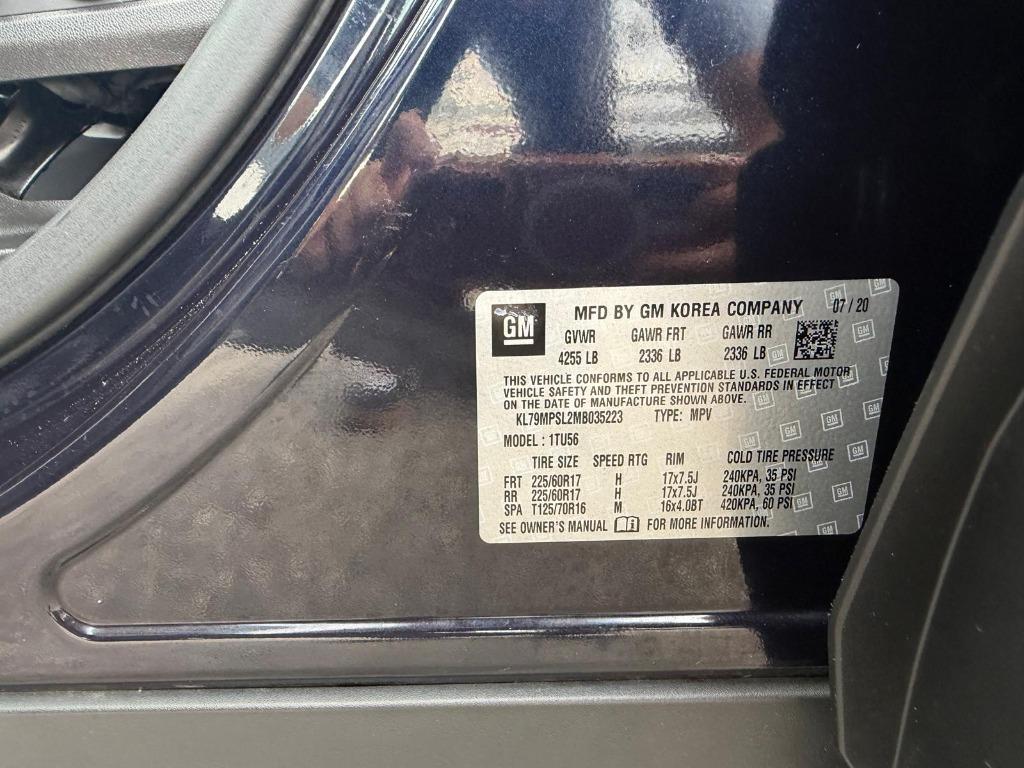 GM
MFD BY GM KOREA COMPANY 07/20
GVWR GAWR FRT GAWR RR
4255 LB 2336 LB 2336 LB
THIS VEHICLE CONFORMS TO ALL APPLICABLE U.S. FEDERAL MOTOR
VEHICLE SAFETY AND THEFT PREVENTION STANDARDS IN EFFECT
ON THE DATE OF MANUFACTURE SHOWN ABOVE.
KL79MPSL2MB035223 TYPE: MPV
MODEL : 1TU56
TIRE SIZE SPEED RTG RIM COLD TIRE PRESSURE
FRT 225/60R17 H 17x7.5J 240KPA, 35 PSI
RR 225/60R17 H 17x7.5J 240KPA, 35 PSI
SPA T125/70R16 M 16x4.0BT 420KPA, 60 PSI
SEE OWNER'S MANUAL FOR MORE INFORMATION.